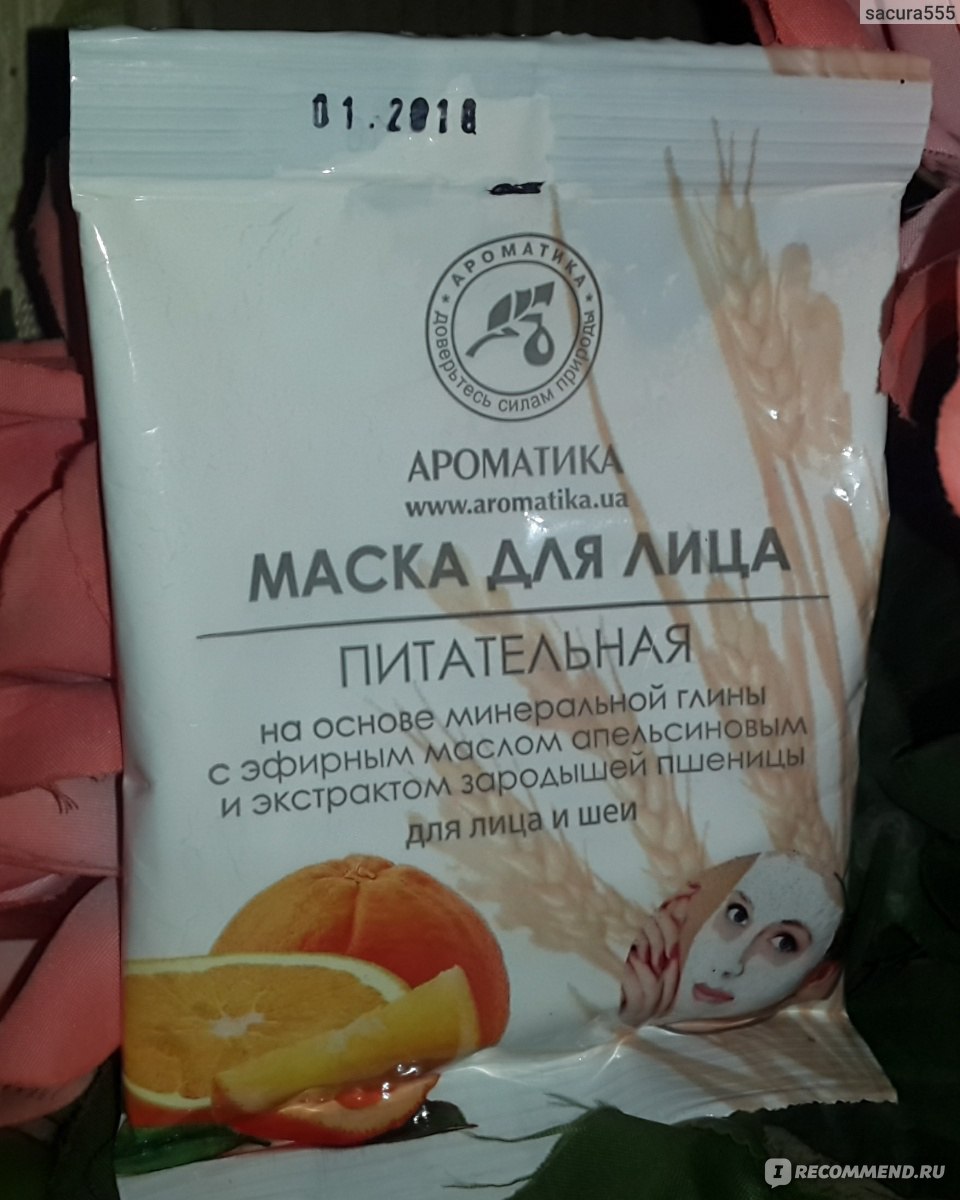 sacura555
01.2018
* АРОМАТИКА *
доверьтесь силам природы
АРОМАТИКА
www.aromatika.ua
МАСКА ДЛЯ ЛИЦА
ПИТАТЕЛЬНАЯ
на основе минеральной глины
с эфирным маслом апельсиновым
и экстрактом зародышей пшеницы
для лица и шеи
IRECOMMEND.RU